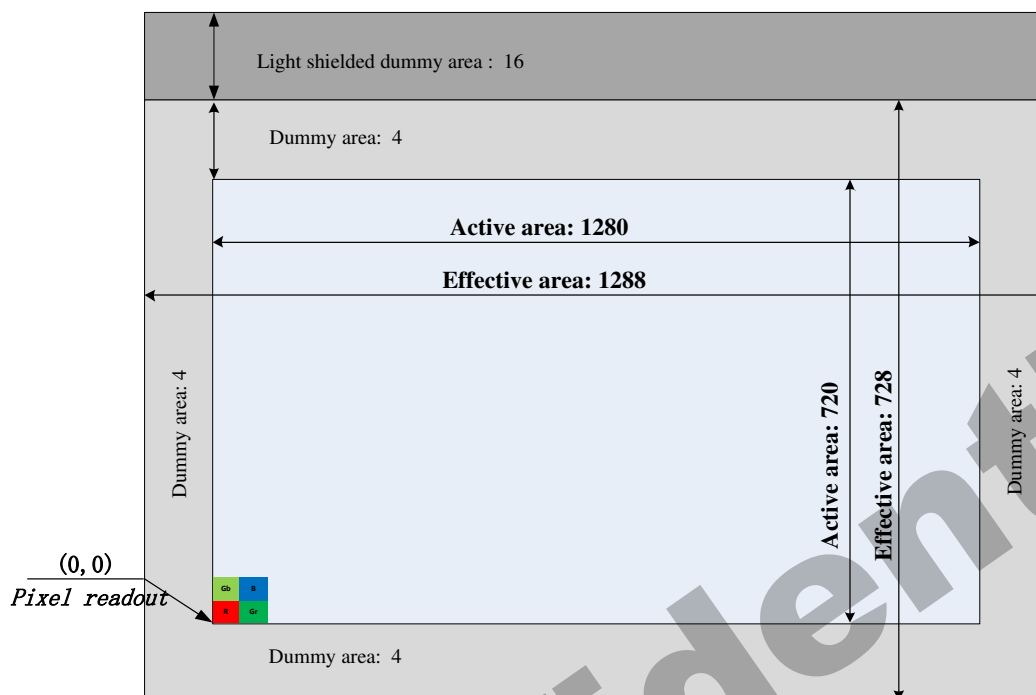 Light shielded dummy area : 16
Dummy area: 4
Active area: 1280
Effective area: 1288
Dummy area: 4
Active area: 720
Effective area: 728
Dummy area: 4
(0,0)
Pixel readout
Gb B
R Gr
Dummy area: 4